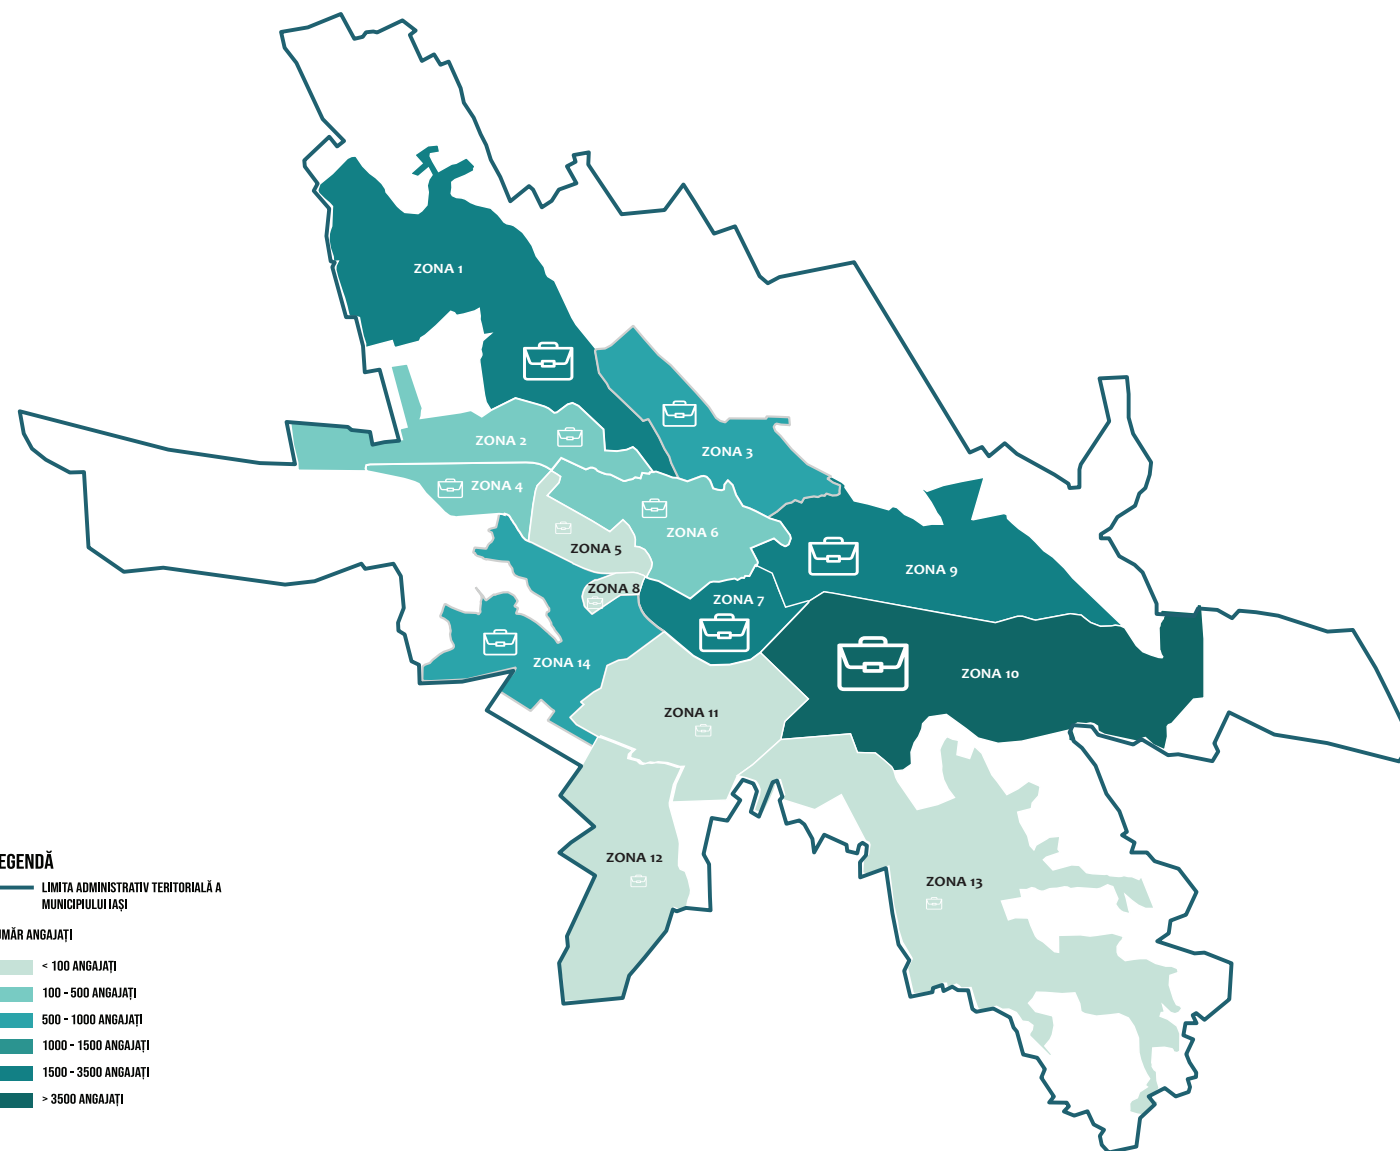 ZONA 1
ZONA 2
ZONA 3
ZONA 4
ZONA 5
ZONA 6
ZONA 8
ZONA 7
ZONA 9
ZONA 14
ZONA 10
ZONA 11
ZONA 12
ZONA 13
EGENDĂ
LIMITA ADMINISTRATIV TERITORIALĂ A
MUNICIPIULUI IAȘI
UMĂR ANGAJAȚI
< 100 ANGAJAȚI
100 - 500 ANGAJAȚI
500 - 1000 ANGAJAȚI
1000 - 1500 ANGAJAȚI
1500 - 3500 ANGAJAȚI
> 3500 ANGAJAȚI